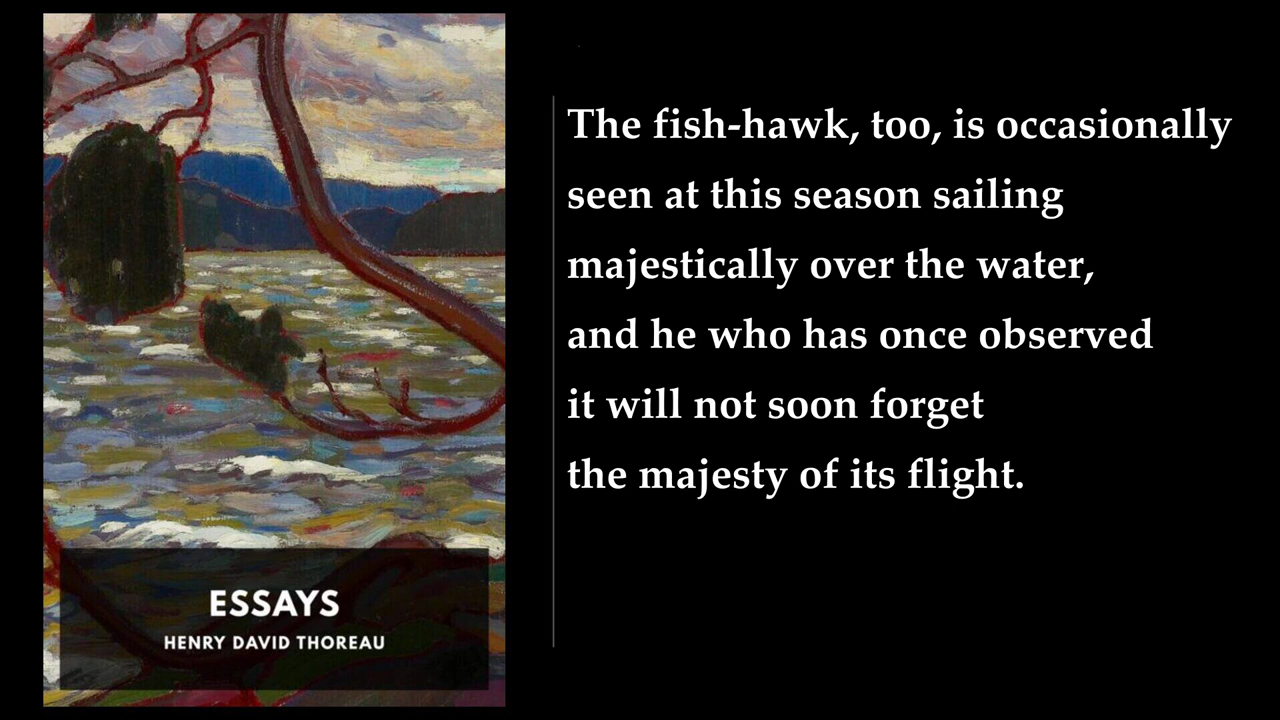 The fish-hawk, too, is occasionally
seen at this season sailing
majestically over the water,
and he who has once observed
it will not soon forget
the majesty of its flight.
ESSAYS
HENRY DAVID THOREAU